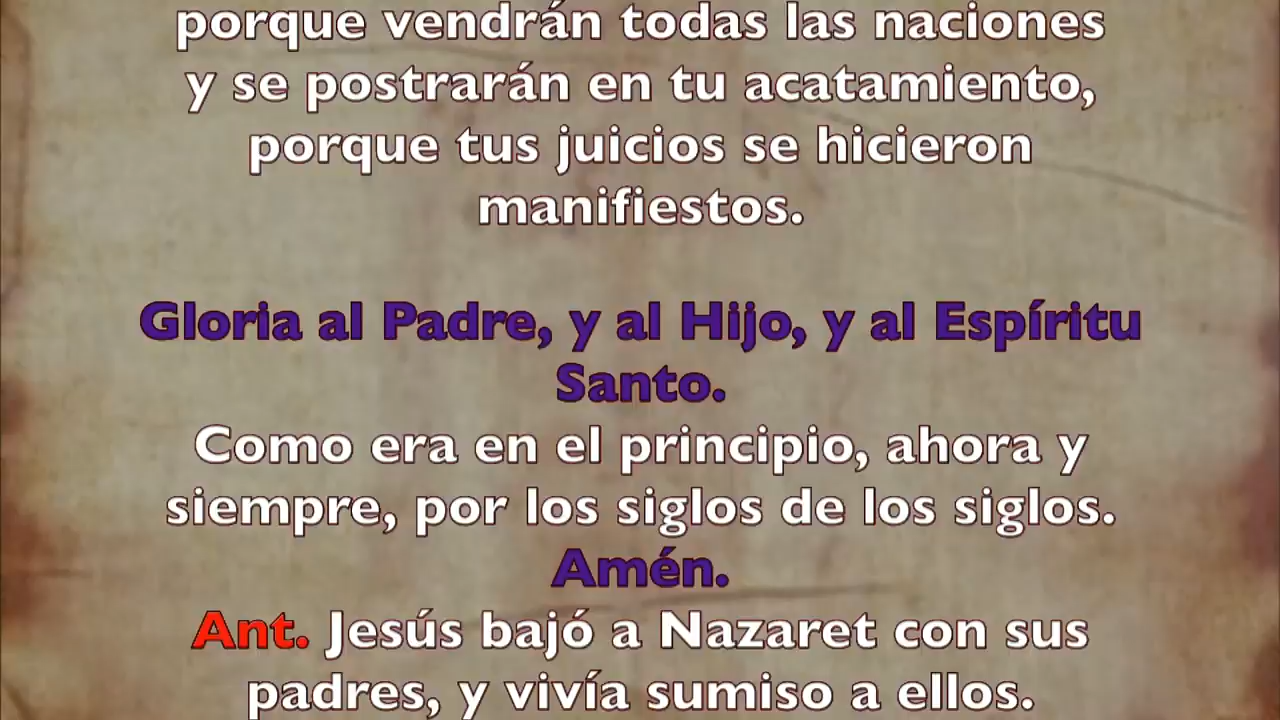 porque vendrán todas las naciones
y se postrarán en tu acatamiento,
porque tus juicios se hicieron
manifiestos.
Gloria al Padre, y al Hijo, y al Espíritu
Santo.
Como era en el principio, ahora y
siempre, por los siglos de los siglos.
Amén.
Ant. Jesús bajó a Nazaret con sus
padres, y vivía sumiso a ellos.